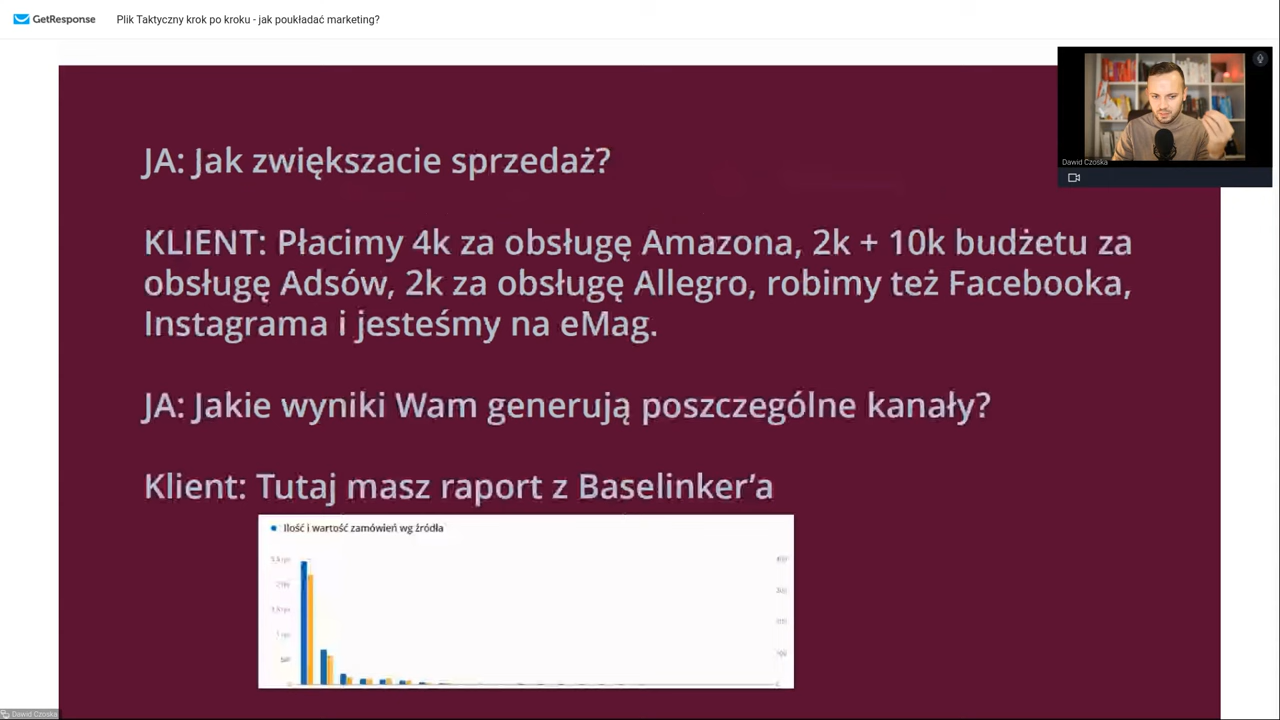 GetResponse Plik Taktyczny krok po kroku - jak poukładać marketing?
Dawid Czoska
JA: Jak zwiększacie sprzedaż?
KLIENT: Płacimy 4k za obsługę Amazona, 2k + 10k budżetu za
obsługę Adsów, 2k za obsługę Allegro, robimy też Facebooka,
Instagrama i jesteśmy na eMag.
JA: Jakie wyniki Wam generują poszczególne kanały?
Klient: Tutaj masz raport z Baselinker’a
Ilość i wartość zamówień wg źródła
Dawid Czoska